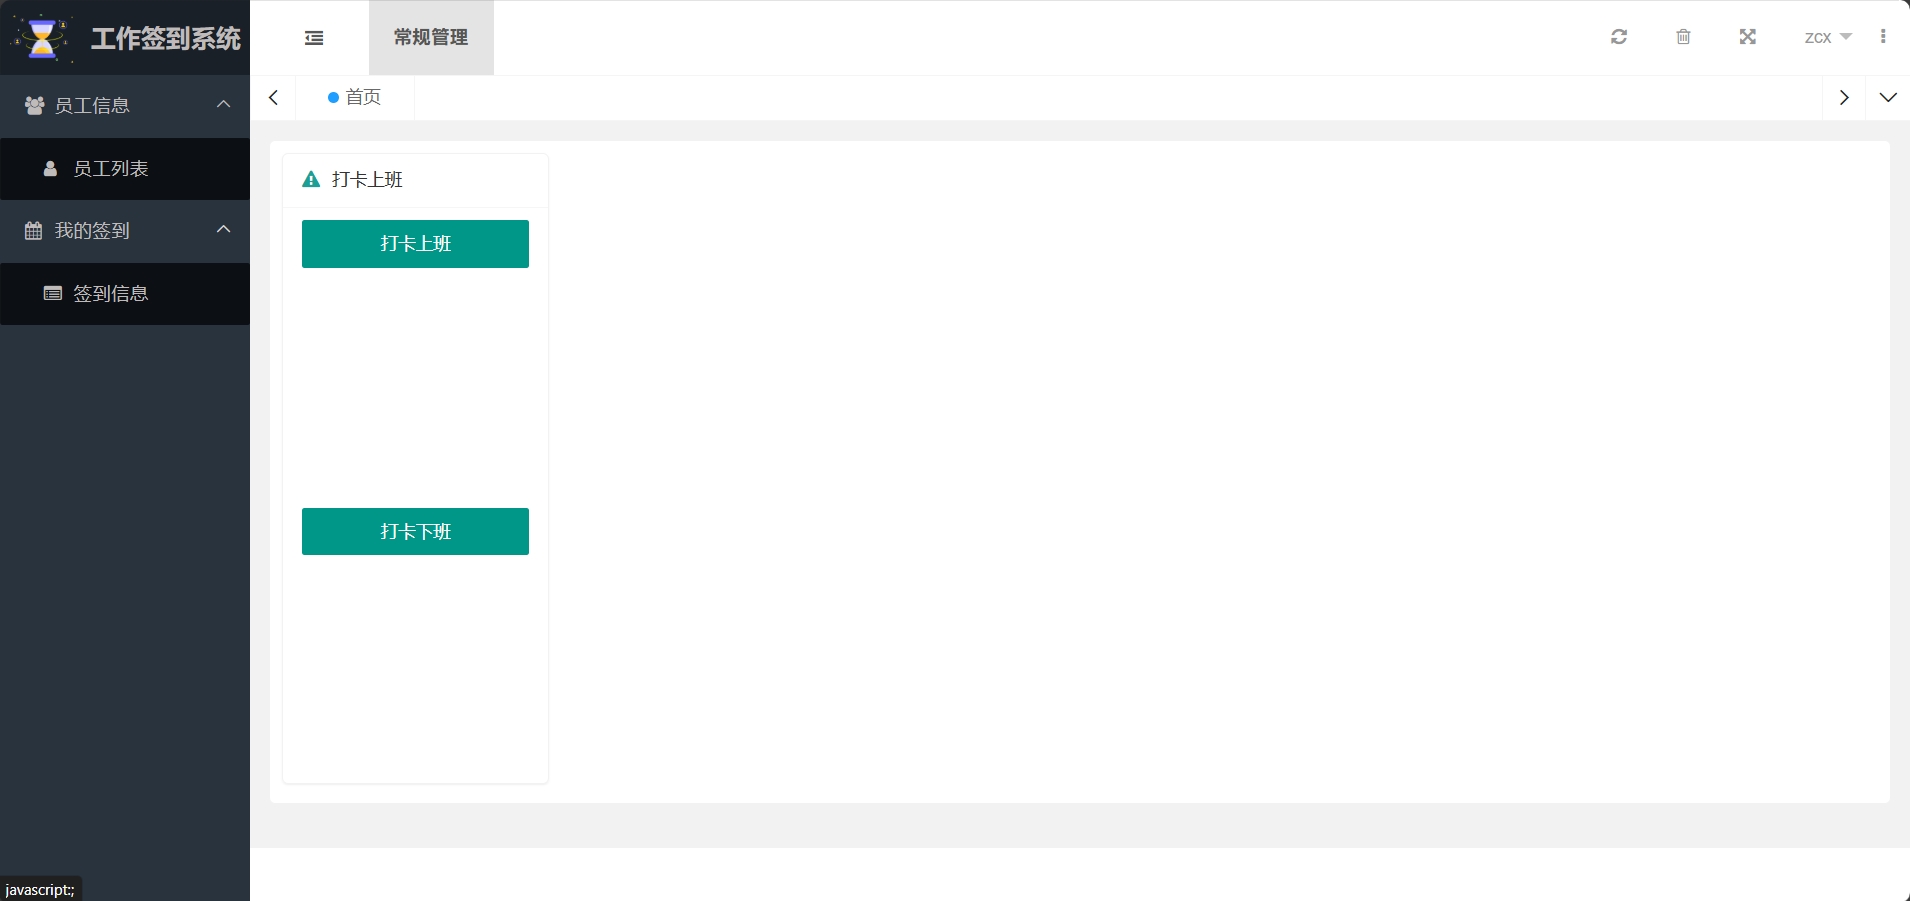 工作签到系统
常规管理
zcx
员工信息
首页
员工列表
打卡上班
我的签到
打卡上班
签到信息
打卡下班
javascript:;